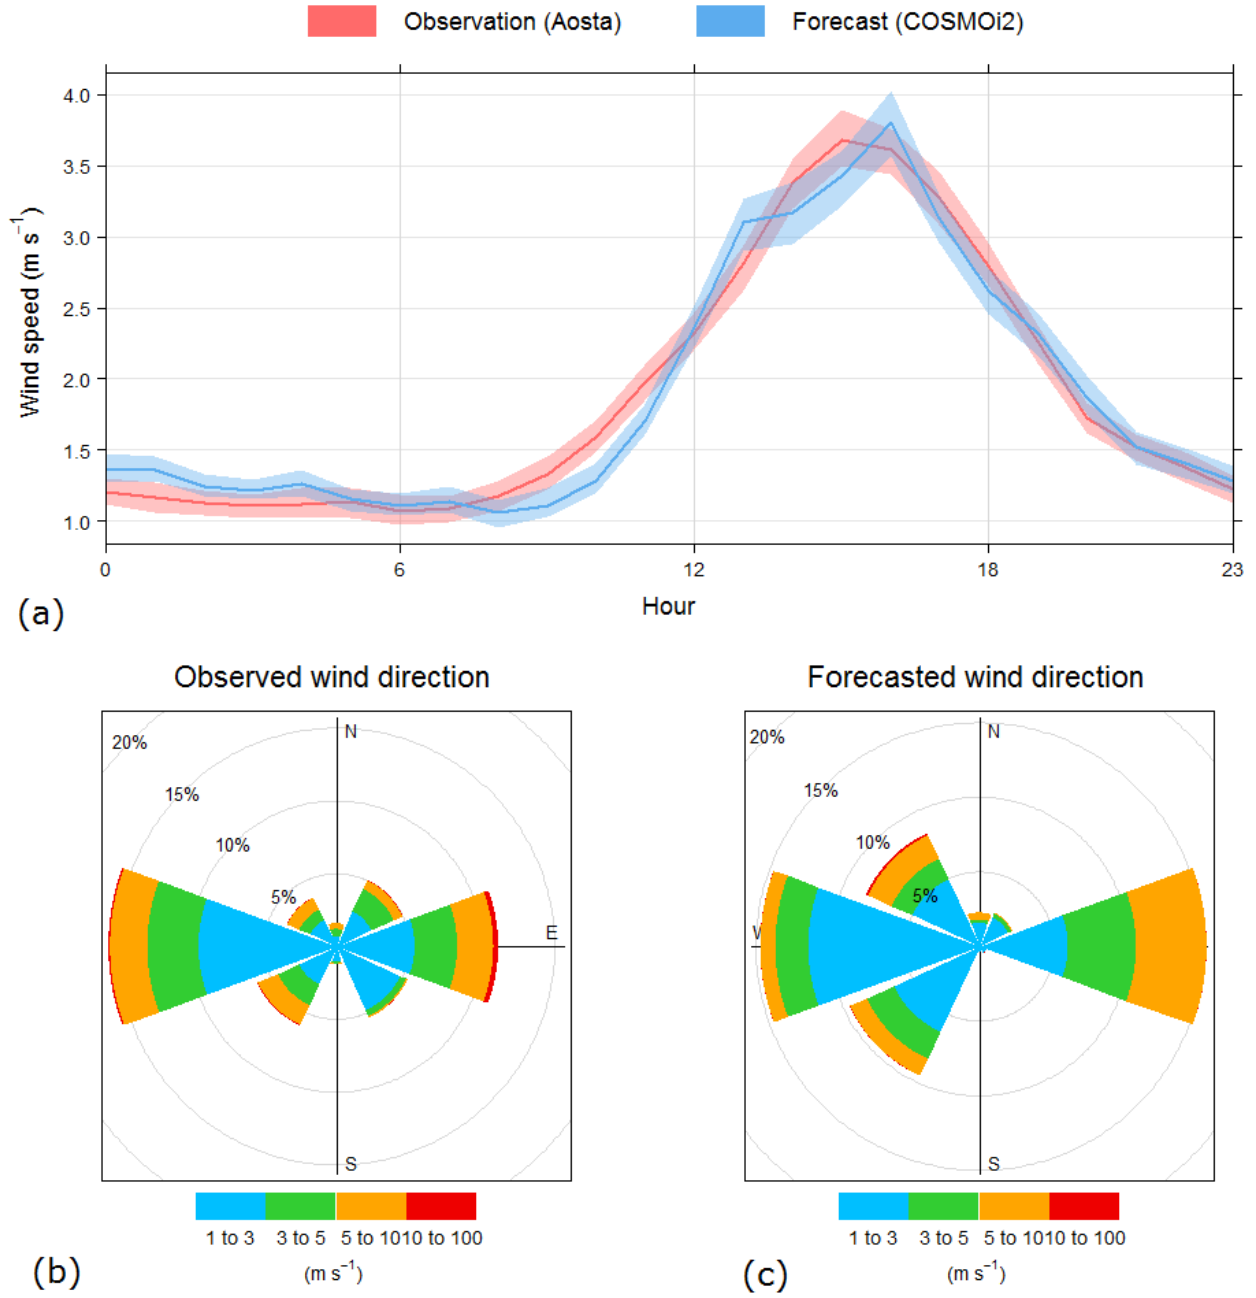 Observation (Aosta) Forecast (COSMOi2)
4.0
3.5
3.0
2.5
2.0
1.5
1.0
Wind speed (m s⁻¹)
0 6 12 18 23
Hour
(a)
Observed wind direction
20%
15%
10%
5%
N
E
S
1 to 3 3 to 5 5 to 10 10 to 100
(m s⁻¹)
(b)
Forecasted wind direction
20%
15%
10%
5%
N
S
1 to 3 3 to 5 5 to 10 10 to 100
(m s⁻¹)
(c)